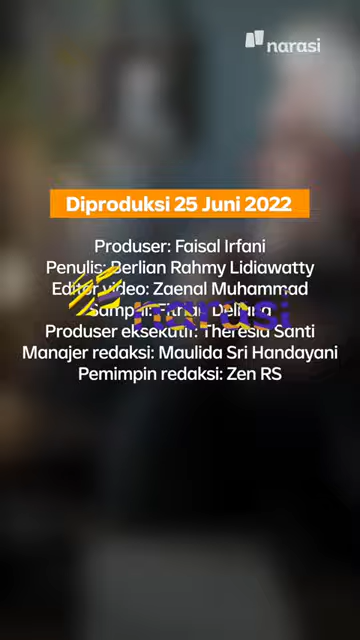 narasi
Diproduksi 25 Juni 2022
Produser: Faisal Irfani
Penulis: Berlian Rahmy Lidiawatty
Editor video: Zaenal Muhammad
narasi
Produser eksekutif: Theresia Santi
Manajer redaksi: Maulida Sri Handayani
Pemimpin redaksi: Zen RS